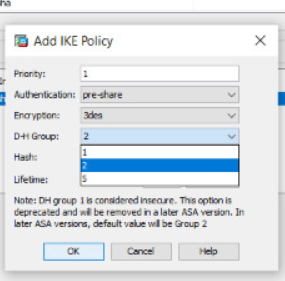 ha
Add IKE Policy
Priority: 1
Authentication: pre-share
Encryption: 3des
D-H Group: 2
1
Hash: 2
Lifetime: 5
Note: DH group 1 is considered insecure. This option is
deprecated and will be removed in a later ASA version. In
later ASA versions, default value will be Group 2
OK Cancel Help